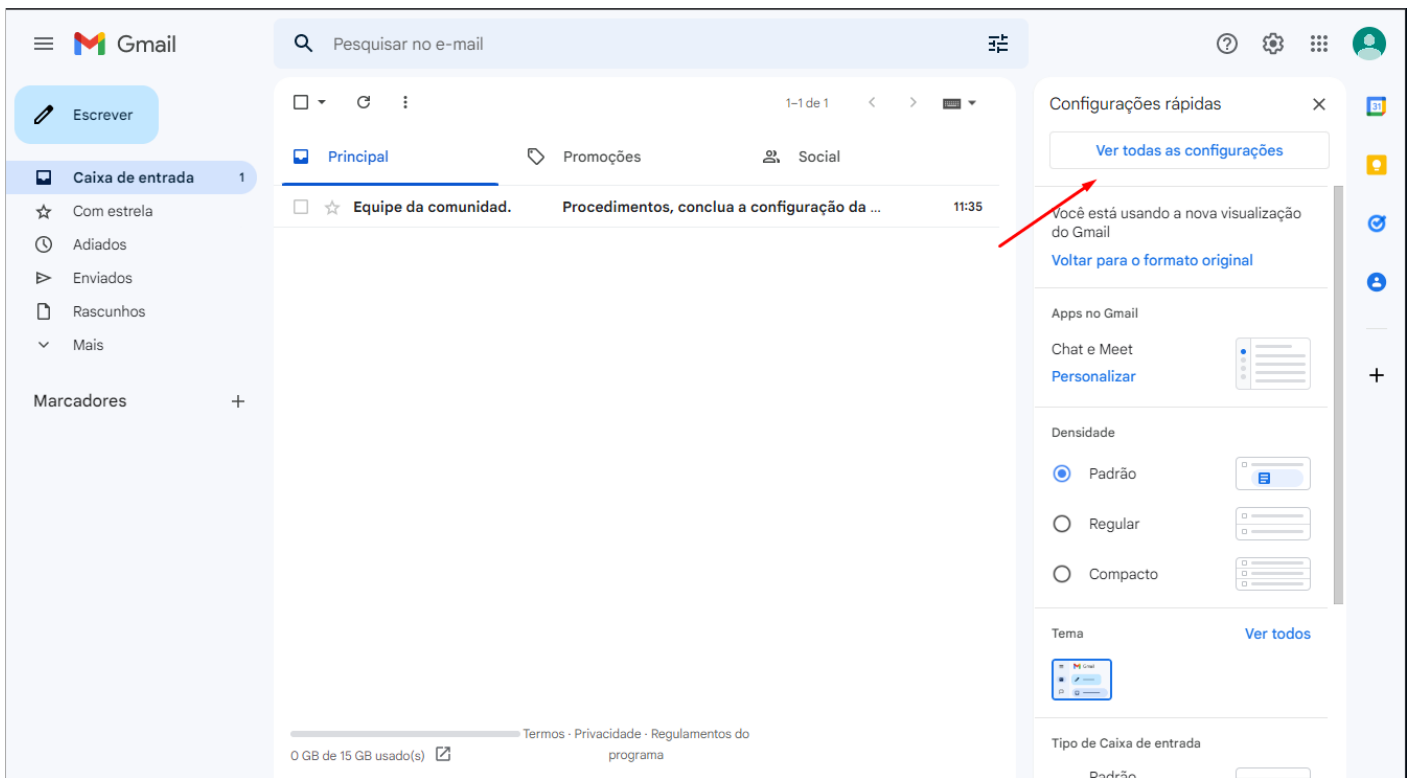 Gmail
Pesquisar no e-mail
Escrever
Caixa de entrada 1
Com estrela
Adiados
Enviados
Rascunhos
Mais
Marcadores
1–1 de 1
Principal
Promoções
Social
Equipe da comunidad. Procedimentos, conclua a configuração da ... 11:35
0 GB de 15 GB usado(s)
Termos · Privacidade · Regulamentos do
programa
Configurações rápidas
Ver todas as configurações
Você está usando a nova visualização
do Gmail
Voltar para o formato original
Apps no Gmail
Chat e Meet
Personalizar
Densidade
Padrão
Regular
Compacto
Tema Ver todos
Gmail
Tipo de Caixa de entrada
Padrão
31